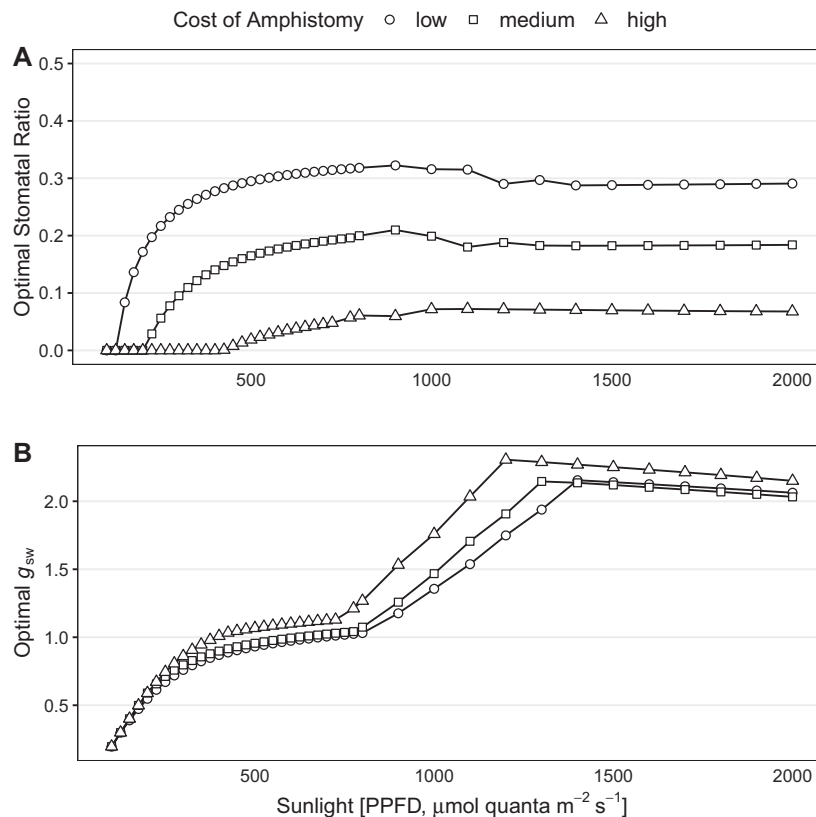 Cost of Amphistomy low medium high
A
Optimal Stomatal Ratio
0.5
0.4
0.3
0.2
0.1
0.0
500 1000 1500 2000
B
Optimal gsw
2.0
1.5
1.0
0.5
500 1000 1500 2000
Sunlight [PPFD, μmol quanta m−2 s−1]